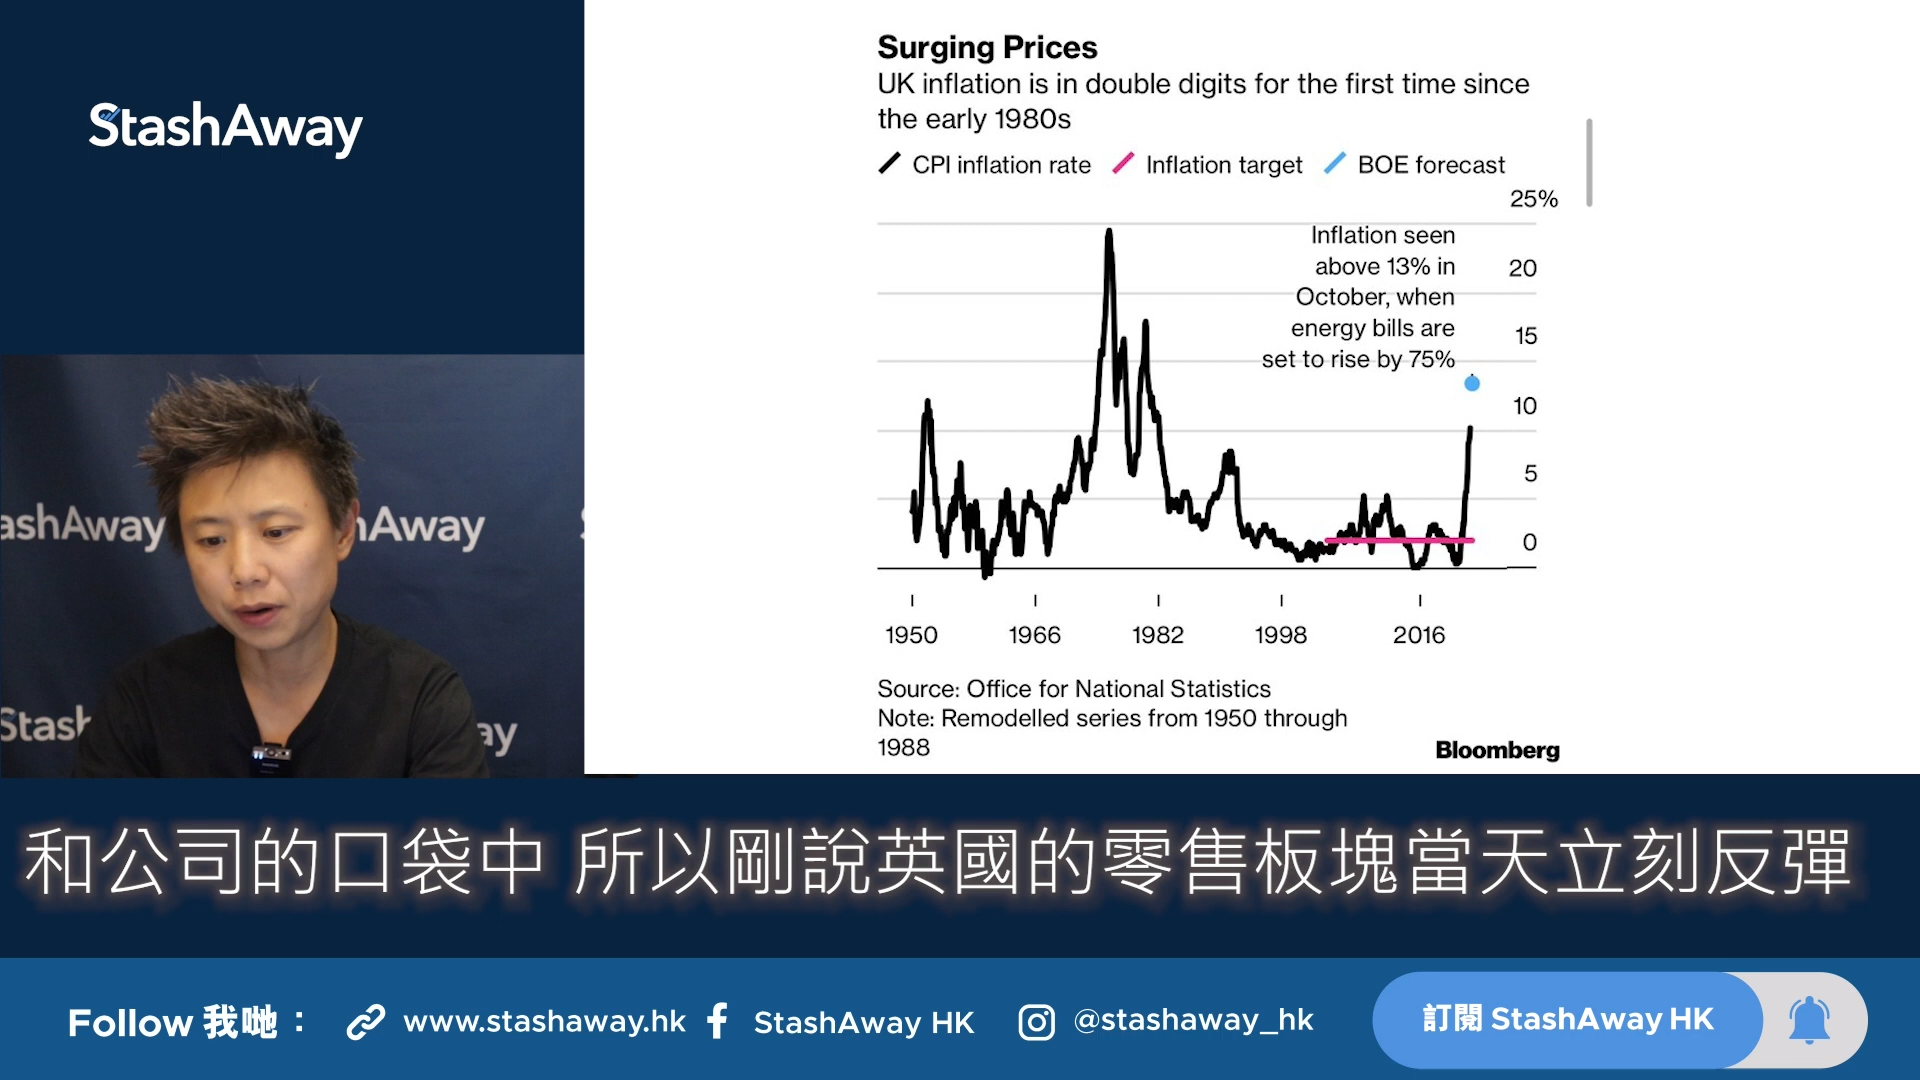 StashAway
Surging Prices
UK inflation is in double digits for the first time since
the early 1980s
CPI inflation rate Inflation target BOE forecast
25%
Inflation seen
above 13% in
October, when
energy bills are
set to rise by 75%
20
15
10
5
0
1950 1966 1982 1998 2016
Source: Office for National Statistics
Note: Remodelled series from 1950 through
1988
Bloomberg
ashAway hAway
Stash ay
和公司的口袋中 所以剛說英國的零售板塊當天立刻反彈
Follow 我哋： www.stashaway.hk StashAway HK @stashaway_hk 訂閱 StashAway HK